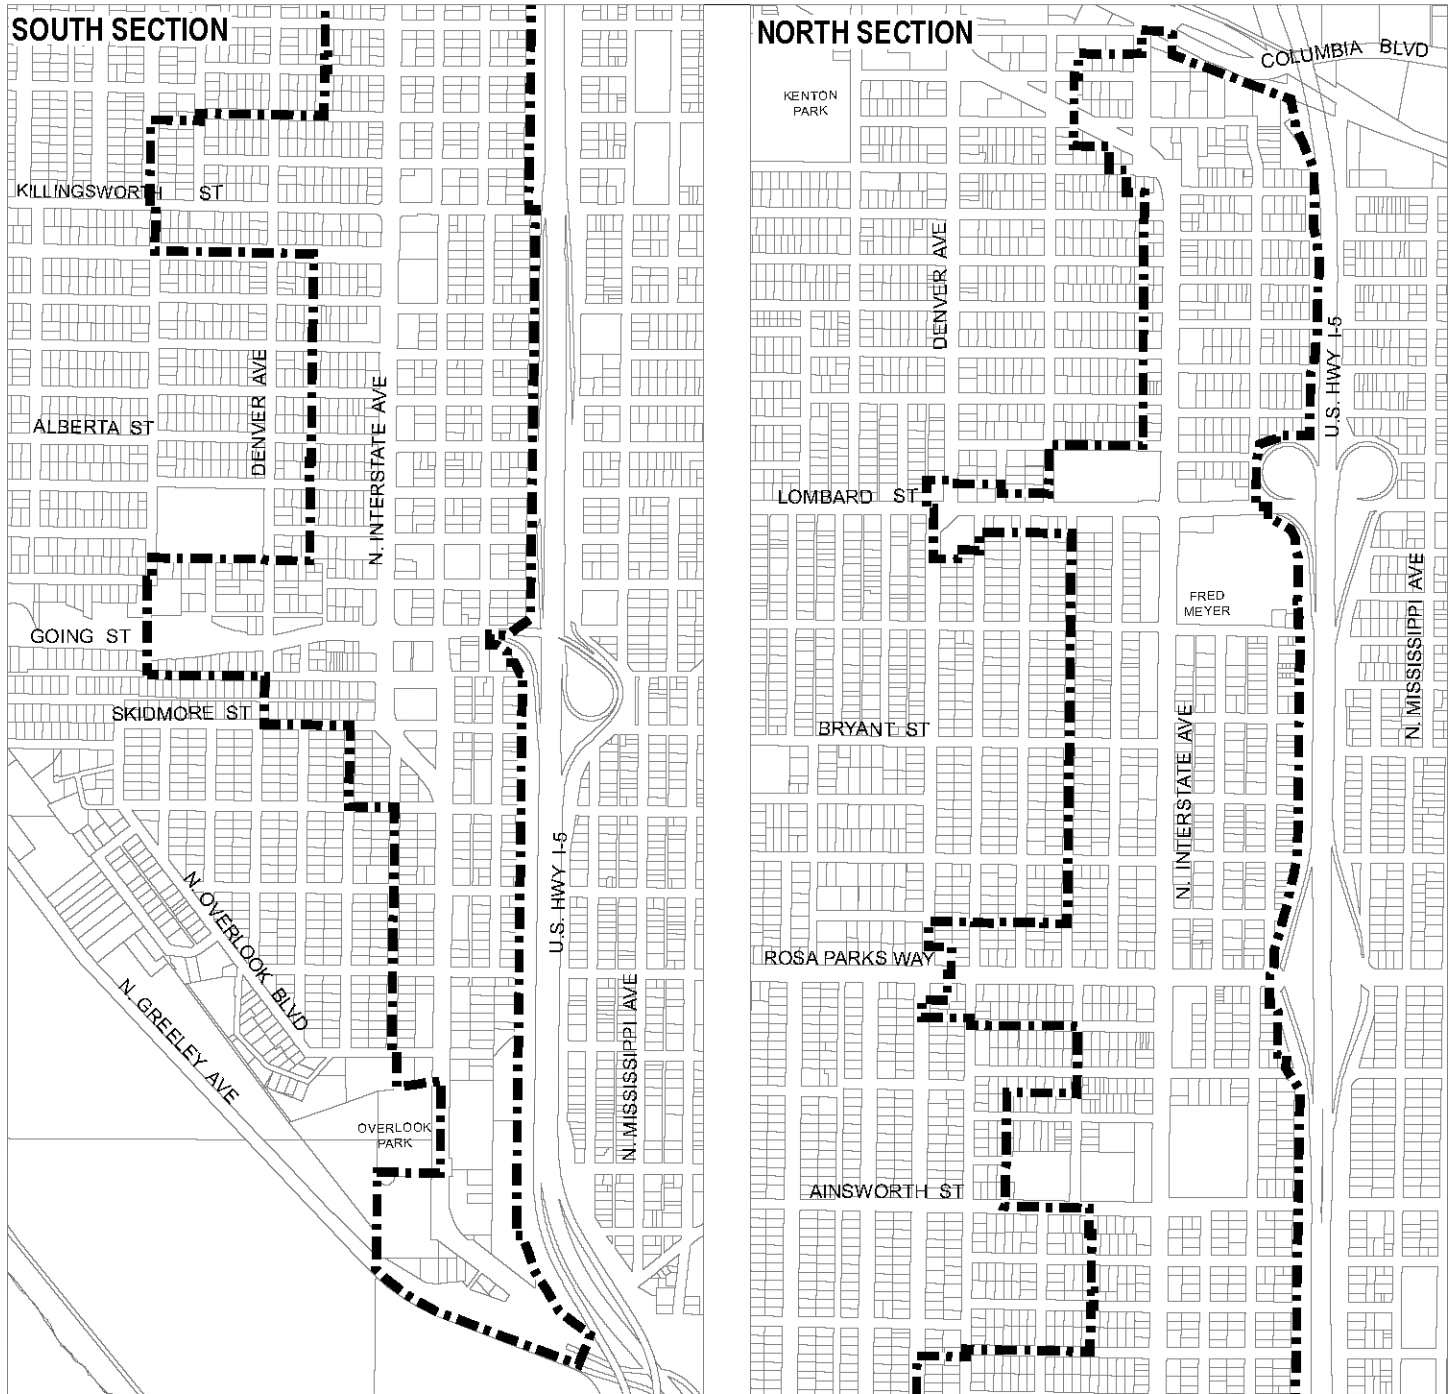 SOUTH SECTION
KILLINGSWORTH ST
DENVER AVE
N. INTERSTATE AVE
ALBERTA ST
GOING ST
SKIDMORE ST
U.S. HWY I-5
N. OVERLOOK BLVD
N. GREELEY AVE
N. MISSISSIPPI AVE
OVERLOOK
PARK
NORTH SECTION
COLUMBIA BLVD
KENTON
PARK
DENVER AVE
U.S. HWY I-5
LOMBARD ST
N. MISSISSIPPI AVE
FRED
MEYER
BRYANT ST
N. INTERSTATE AVE
ROSA PARKS WAY
AINSWORTH ST